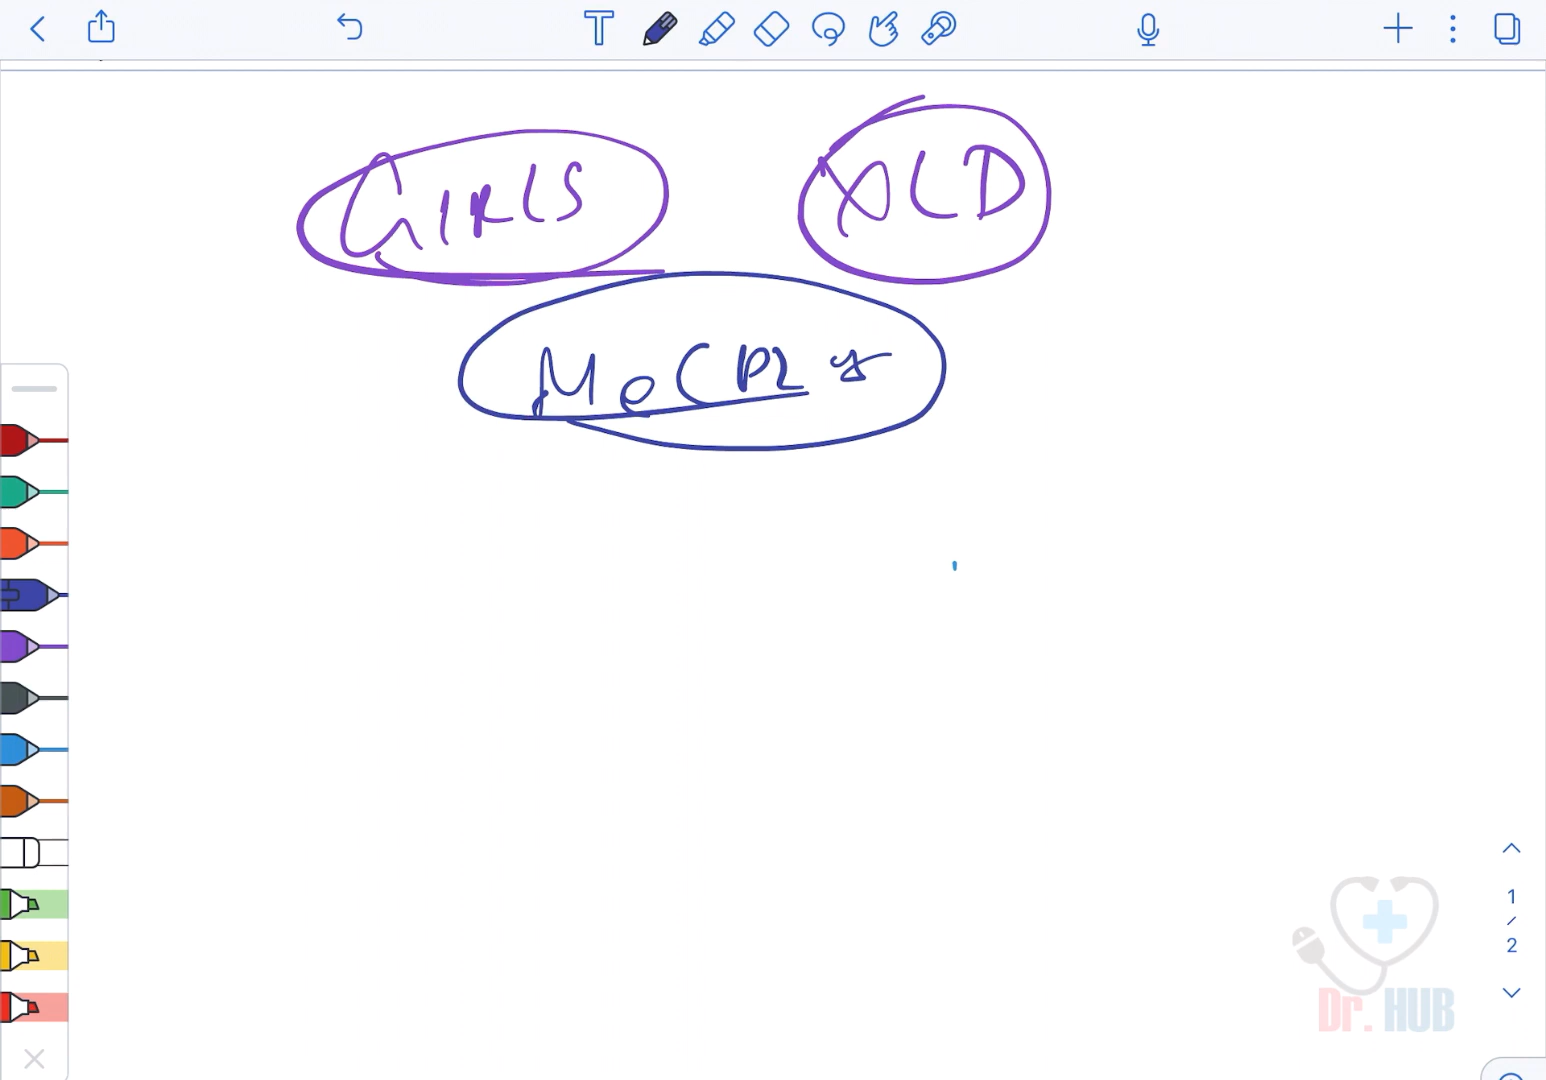 GIRLS XLD
MeCP2 *
1
/
2
Dr. HUB